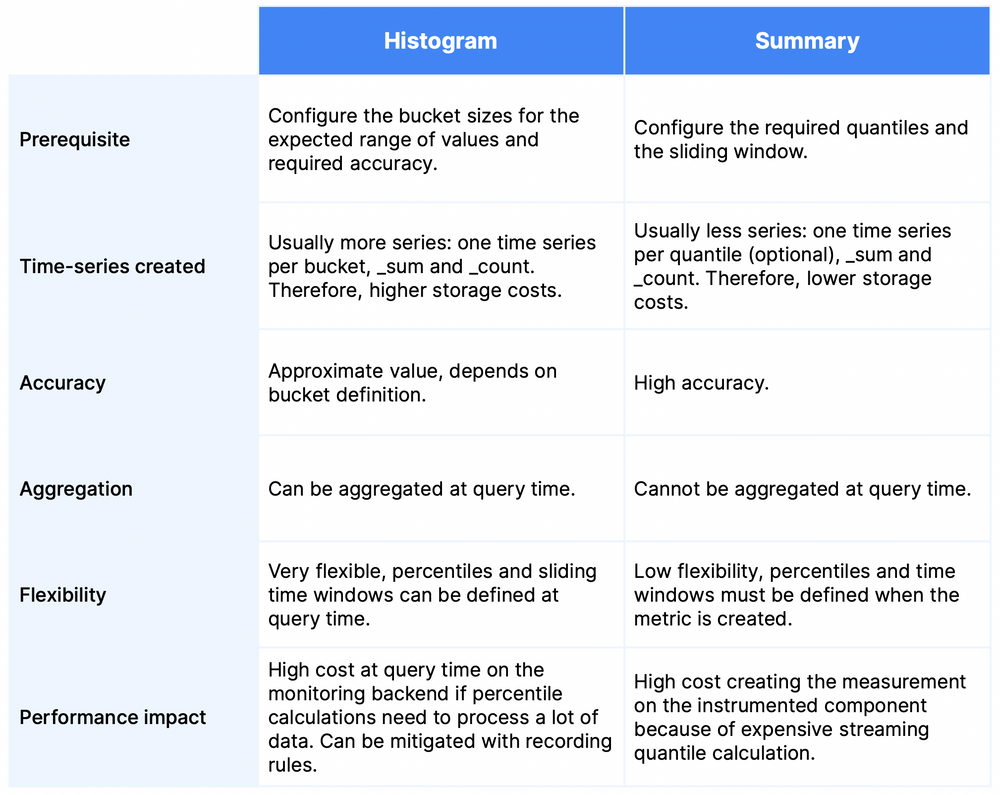 Histogram
Summary
Prerequisite
Configure the bucket sizes for the
expected range of values and
required accuracy.
Configure the required quantiles and
the sliding window.
Time-series created
Usually more series: one time series
per bucket, _sum and _count.
Therefore, higher storage costs.
Usually less series: one time series
per quantile (optional), _sum and
_count. Therefore, lower storage
costs.
Accuracy
Approximate value, depends on
bucket definition.
High accuracy.
Aggregation
Can be aggregated at query time.
Cannot be aggregated at query time.
Flexibility
Very flexible, percentiles and sliding
time windows can be defined at
query time.
Low flexibility, percentiles and time
windows must be defined when the
metric is created.
Performance impact
High cost at query time on the
monitoring backend if percentile
calculations need to process a lot of
data. Can be mitigated with recording
rules.
High cost creating the measurement
on the instrumented component
because of expensive streaming
quantile calculation.